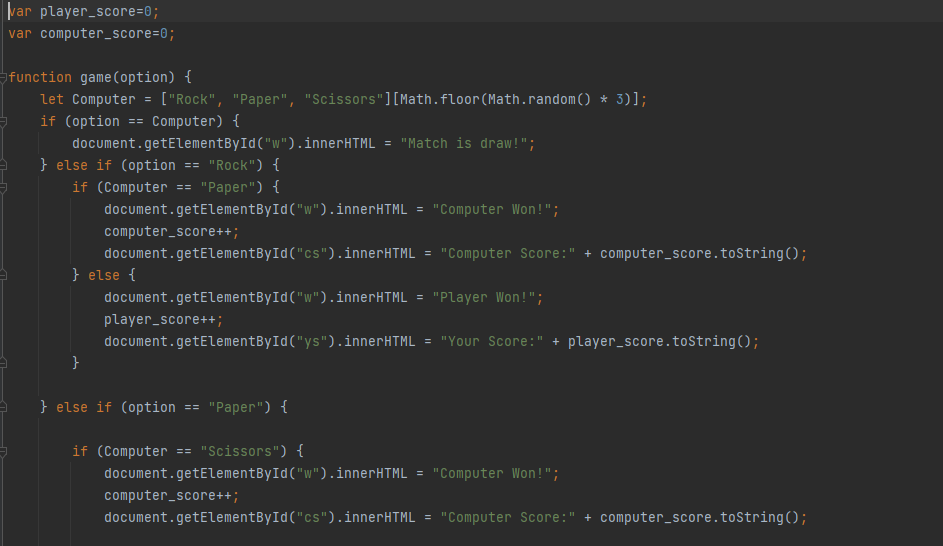 var player_score=0;
var computer_score=0;
function game(option) {
let Computer = ["Rock", "Paper", "Scissors"][Math.floor(Math.random() * 3)];
if (option == Computer) {
document.getElementById("w").innerHTML = "Match is draw!";
} else if (option == "Rock") {
if (Computer == "Paper") {
document.getElementById("w").innerHTML = "Computer Won!";
computer_score++;
document.getElementById("cs").innerHTML = "Computer Score:" + computer_score.toString();
} else {
document.getElementById("w").innerHTML = "Player Won!";
player_score++;
document.getElementById("ys").innerHTML = "Your Score:" + player_score.toString();
}
} else if (option == "Paper") {
if (Computer == "Scissors") {
document.getElementById("w").innerHTML = "Computer Won!";
computer_score++;
document.getElementById("cs").innerHTML = "Computer Score:" + computer_score.toString();